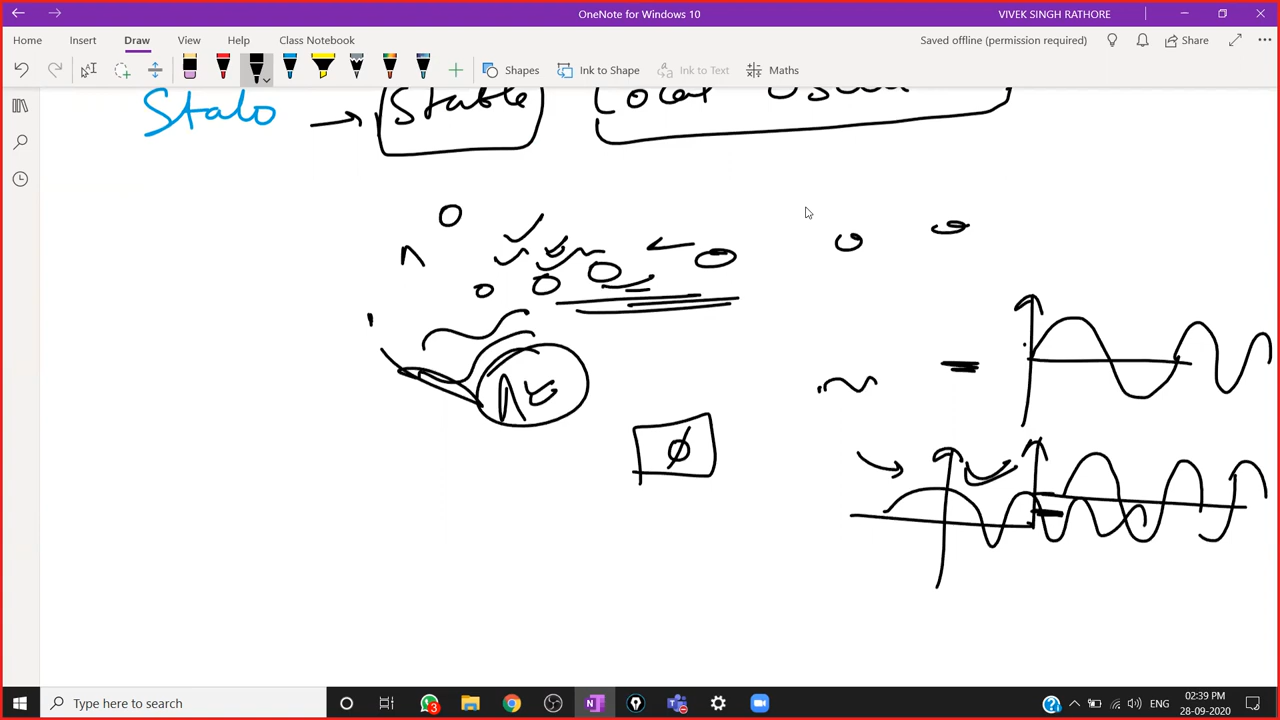 OneNote for Windows 10
VIVEK SINGH RATHORE
Home Insert Draw View Help Class Notebook
Saved offline (permission required)
Share
Shapes
Ink to Shape
Ink to Text
Maths
Stalo → Stable Local
φ
Type here to search
3
ENG
02:39 PM
28-09-2020